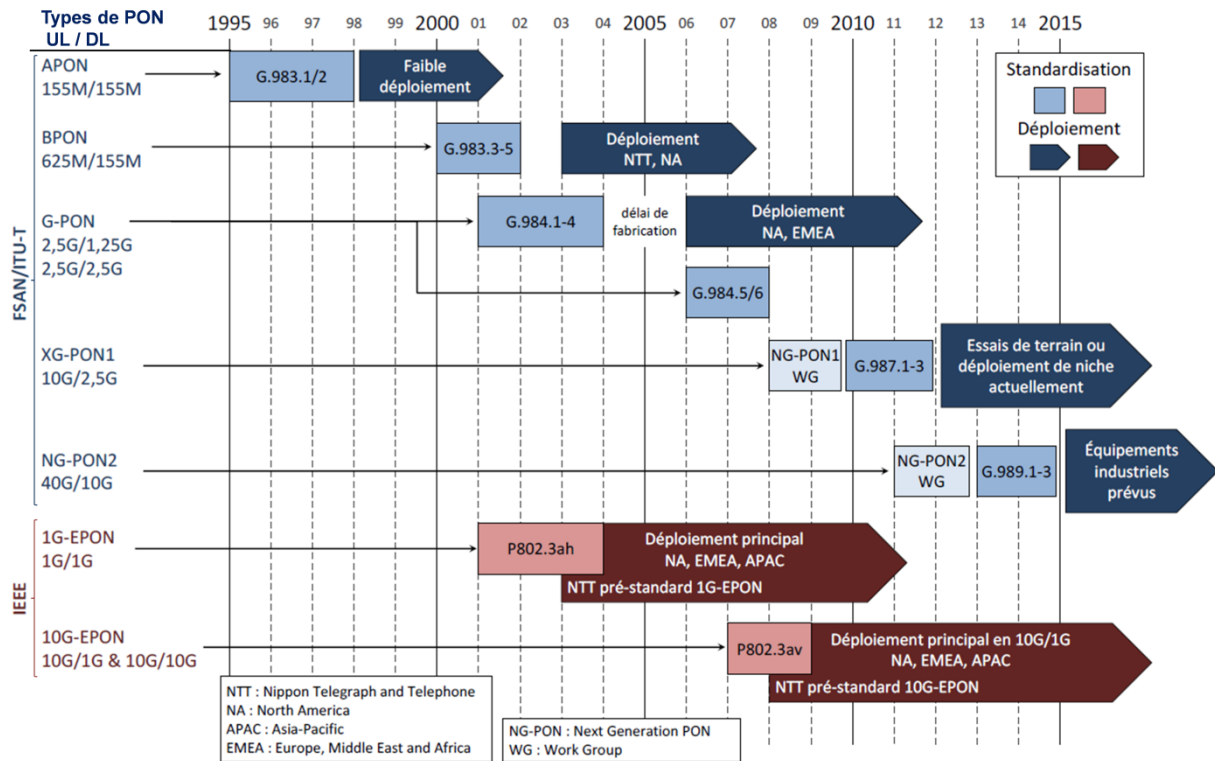 Types de PON
UL / DL
1995 96 97 98 99 2000 01 02 03 04 2005 06 07 08 09 2010 11 12 13 14 2015
FSAN/ITU-T
APON
155M/155M
G.983.1/2
Faible
déploiement
Standardisation
Déploiement
BPON
625M/155M
G.983.3-5
Déploiement
NTT, NA
G-PON
2,5G/1,25G
2,5G/2,5G
G.984.1-4
délai de
fabrication
Déploiement
NA, EMEA
G.984.5/6
XG-PON1
10G/2,5G
NG-PON1
WG
G.987.1-3
Essais de terrain ou
déploiement de niche
actuellement
NG-PON2
40G/10G
NG-PON2
WG
G.989.1-3
Équipements
industriels
prévus
IEEE
1G-EPON
1G/1G
P802.3ah
Déploiement principal
NA, EMEA, APAC
NTT pré-standard 1G-EPON
10G-EPON
10G/1G & 10G/10G
P802.3av
Déploiement principal en 10G/1G
NA, EMEA, APAC
NTT pré-standard 10G-EPON
NTT : Nippon Telegraph and Telephone
NA : North America
APAC : Asia-Pacific
EMEA : Europe, Middle East and Africa
NG-PON : Next Generation PON
WG : Work Group